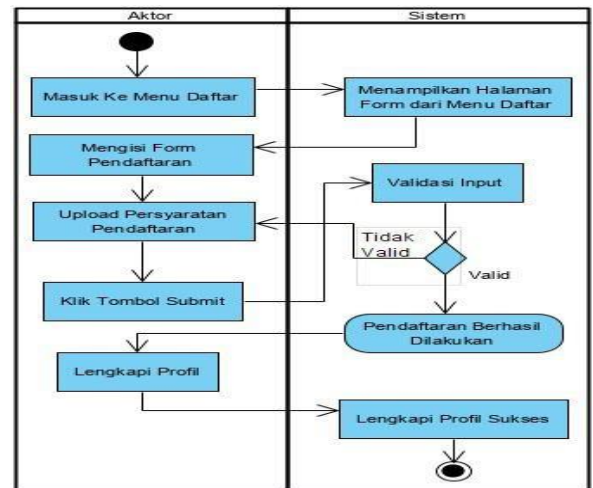 Aktor
Sistem
Masuk Ke Menu Daftar
Menampilkan Halaman
Form dari Menu Daftar
Mengisi Form
Pendaftaran
Validasi Input
Upload Persyaratan
Pendaftaran
Tidak
Valid
Valid
Klik Tombol Submit
Pendaftaran Berhasil
Dilakukan
Lengkapi Profil
Lengkapi Profil Sukses